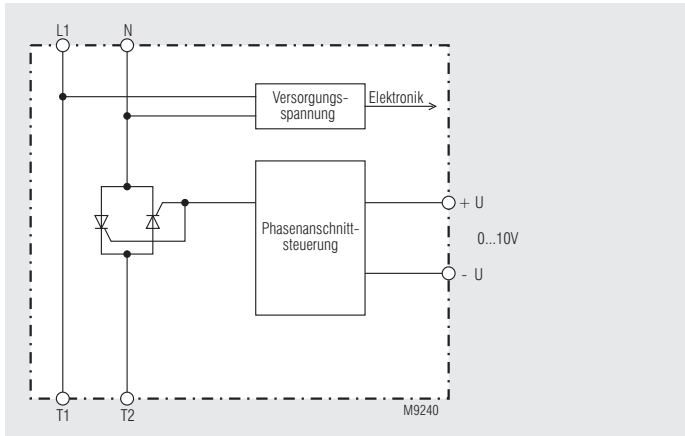 L1
N
Versorgungs-
spannung
Elektronik
Phasenanschnitt-
steuerung
+ U
0...10V
- U
M9240
T1
T2